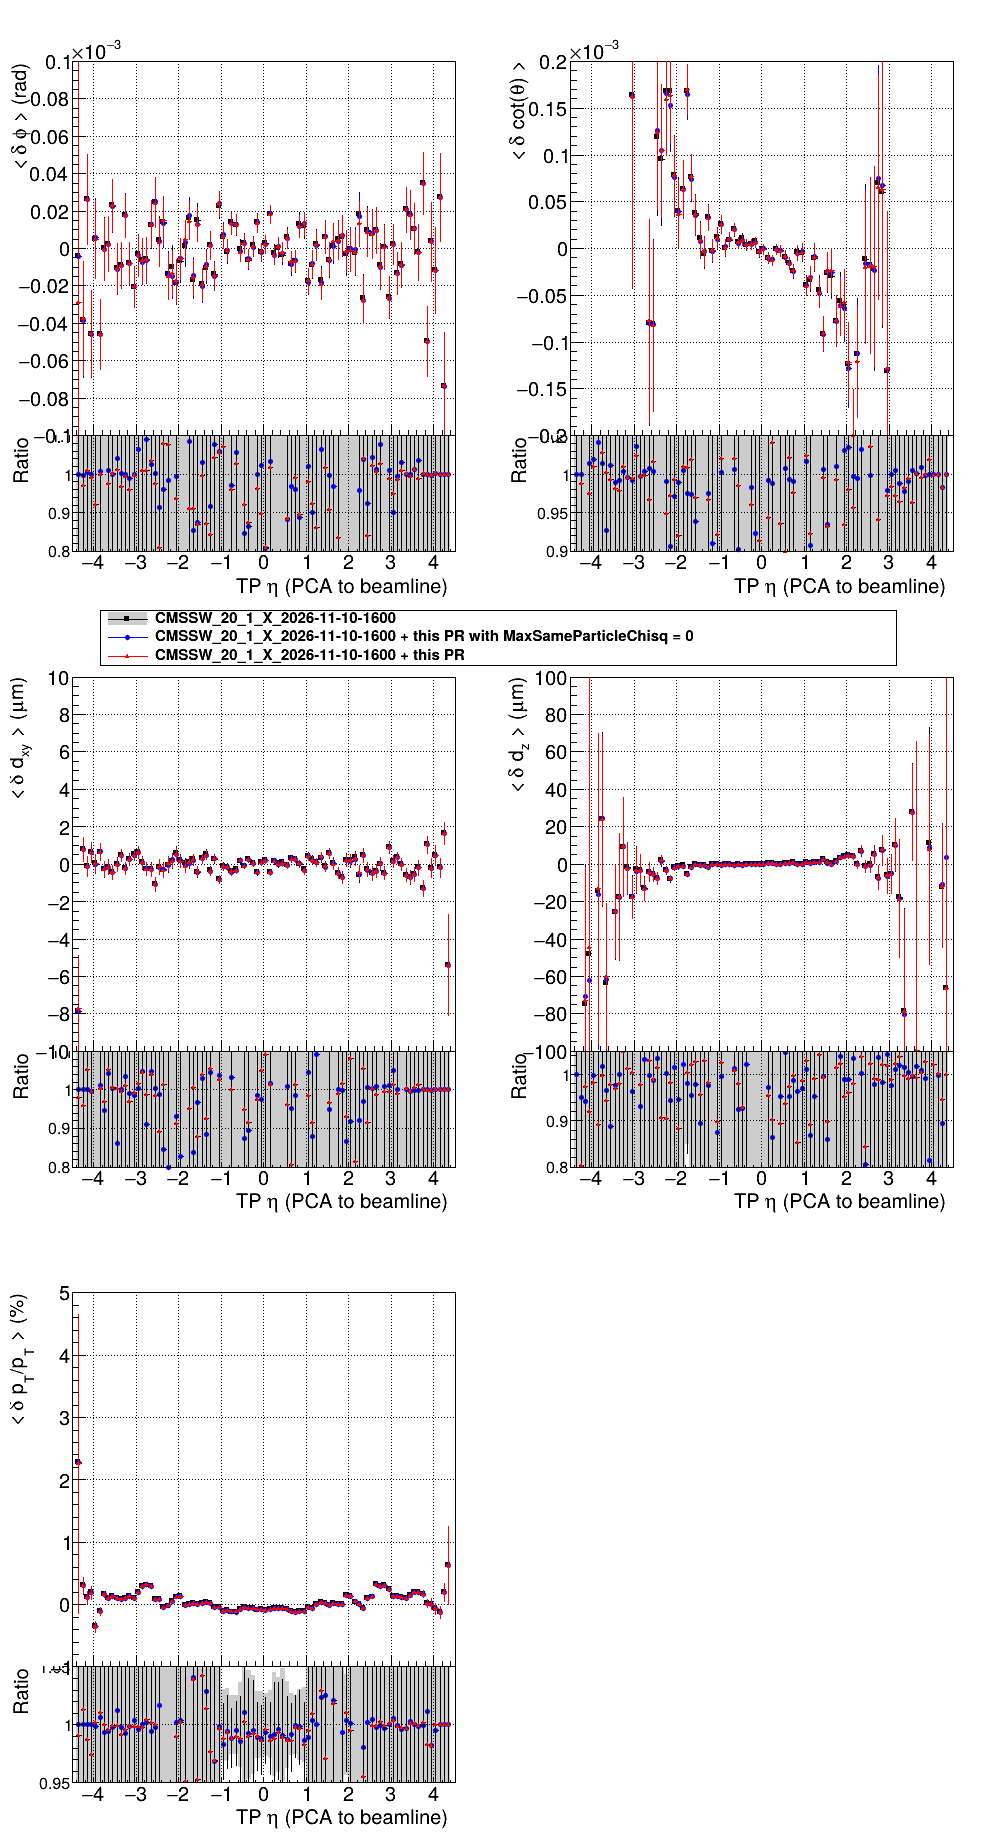 ×10⁻³
< δ ϕ > (rad)
0.1
0.08
0.06
0.04
0.02
0
−0.02
−0.04
−0.06
−0.08
−0.1
Ratio
1
0.9
0.8
−4 −3 −2 −1 0 1 2 3 4
TP η (PCA to beamline)
×10⁻³
< δ cot(θ) >
0.2
0.15
0.1
0.05
0
−0.05
−0.1
−0.15
−0.2
Ratio
1
0.95
0.9
−4 −3 −2 −1 0 1 2 3 4
TP η (PCA to beamline)
CMSSW_20_1_X_2026-11-10-1600
CMSSW_20_1_X_2026-11-10-1600 + this PR with MaxSameParticleChisq = 0
CMSSW_20_1_X_2026-11-10-1600 + this PR
< δ d_xy > (μm)
10
8
6
4
2
0
−2
−4
−6
−8
−10
Ratio
1
0.9
0.8
−4 −3 −2 −1 0 1 2 3 4
TP η (PCA to beamline)
< δ d_z > (μm)
100
80
60
40
20
0
−20
−40
−60
−80
−100
Ratio
1
0.9
0.8
−4 −3 −2 −1 0 1 2 3 4
TP η (PCA to beamline)
< δ p_T/p_T > (%)
5
4
3
2
1
0
Ratio
1
0.95
−4 −3 −2 −1 0 1 2 3 4
TP η (PCA to beamline)